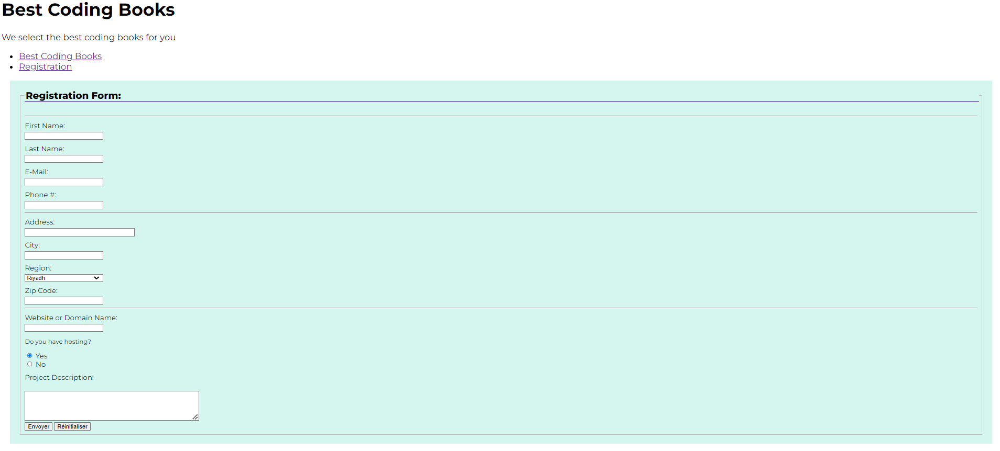 Best Coding Books
We select the best coding books for you
Best Coding Books
Registration
Registration Form:
First Name:
Last Name:
E-Mail:
Phone #:
Address:
City:
Region:
Riyadh
Zip Code:
Website or Domain Name:
Do you have hosting?
Yes
No
Project Description:
Envoyer Réinitialiser